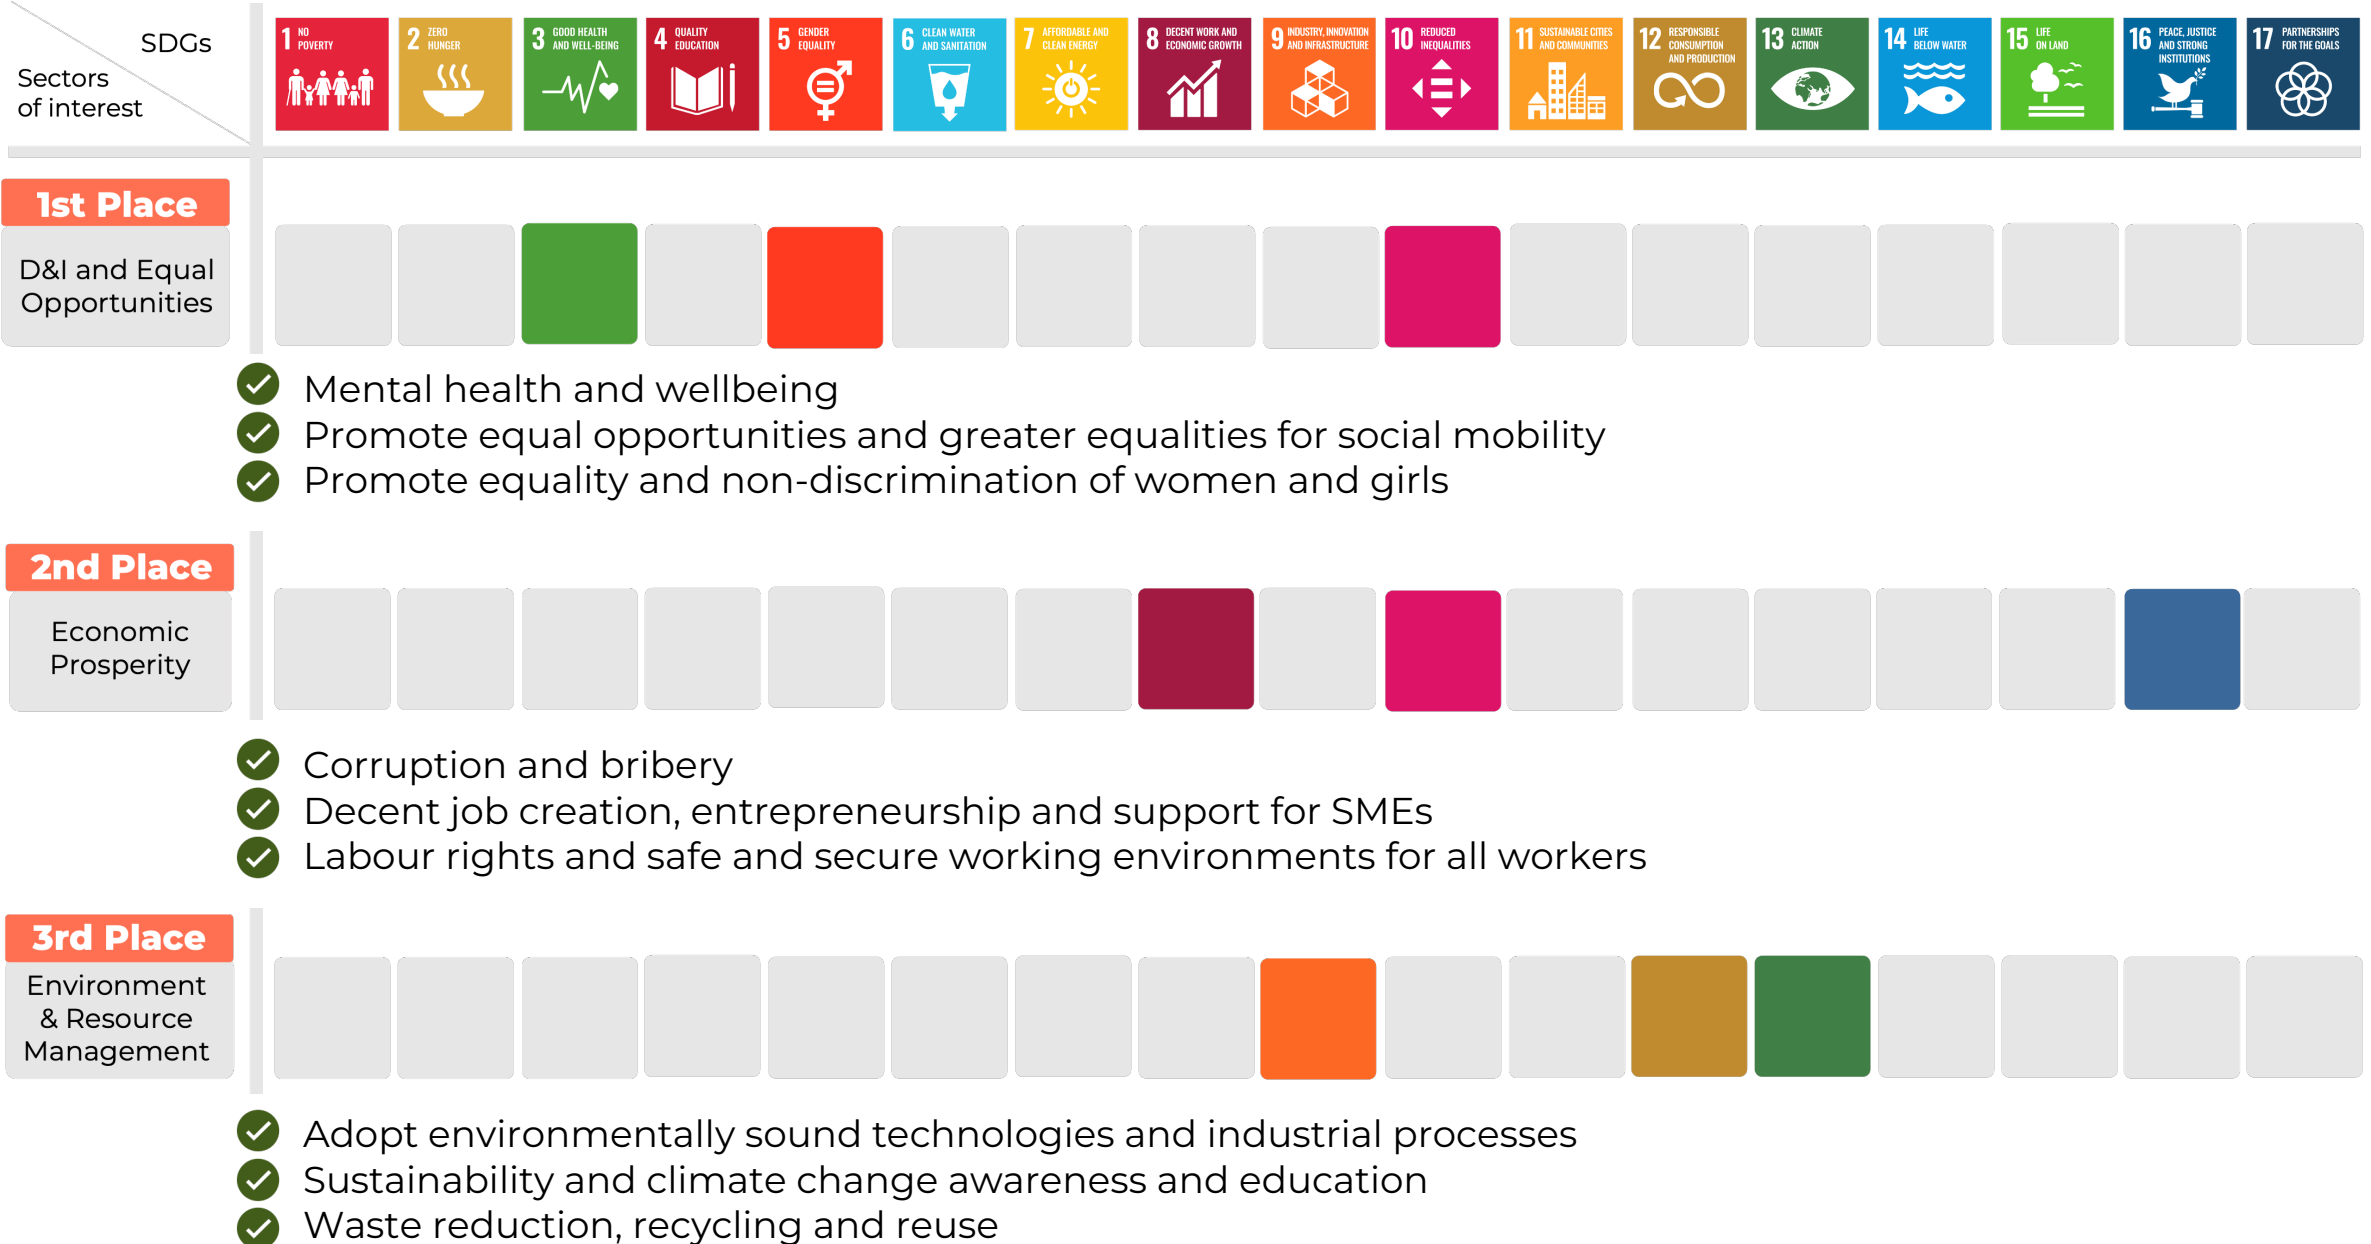 SDGs
Sectors
of interest
1 NO
POVERTY
2 ZERO
HUNGER
3 GOOD HEALTH
AND WELL-BEING
4 QUALITY
EDUCATION
5 GENDER
EQUALITY
6 CLEAN WATER
AND SANITATION
7 AFFORDABLE AND
CLEAN ENERGY
8 DECENT WORK AND
ECONOMIC GROWTH
9 INDUSTRY, INNOVATION
AND INFRASTRUCTURE
10 REDUCED
INEQUALITIES
11 SUSTAINABLE CITIES
AND COMMUNITIES
12 RESPONSIBLE
CONSUMPTION
AND PRODUCTION
13 CLIMATE
ACTION
14 LIFE
BELOW WATER
15 LIFE
ON LAND
16 PEACE, JUSTICE
AND STRONG
INSTITUTIONS
17 PARTNERSHIPS
FOR THE GOALS
1st Place
D&I and Equal
Opportunities
Mental health and wellbeing
Promote equal opportunities and greater equalities for social mobility
Promote equality and non-discrimination of women and girls
2nd Place
Economic
Prosperity
Corruption and bribery
Decent job creation, entrepreneurship and support for SMEs
Labour rights and safe and secure working environments for all workers
3rd Place
Environment
& Resource
Management
Adopt environmentally sound technologies and industrial processes
Sustainability and climate change awareness and education
Waste reduction, recycling and reuse